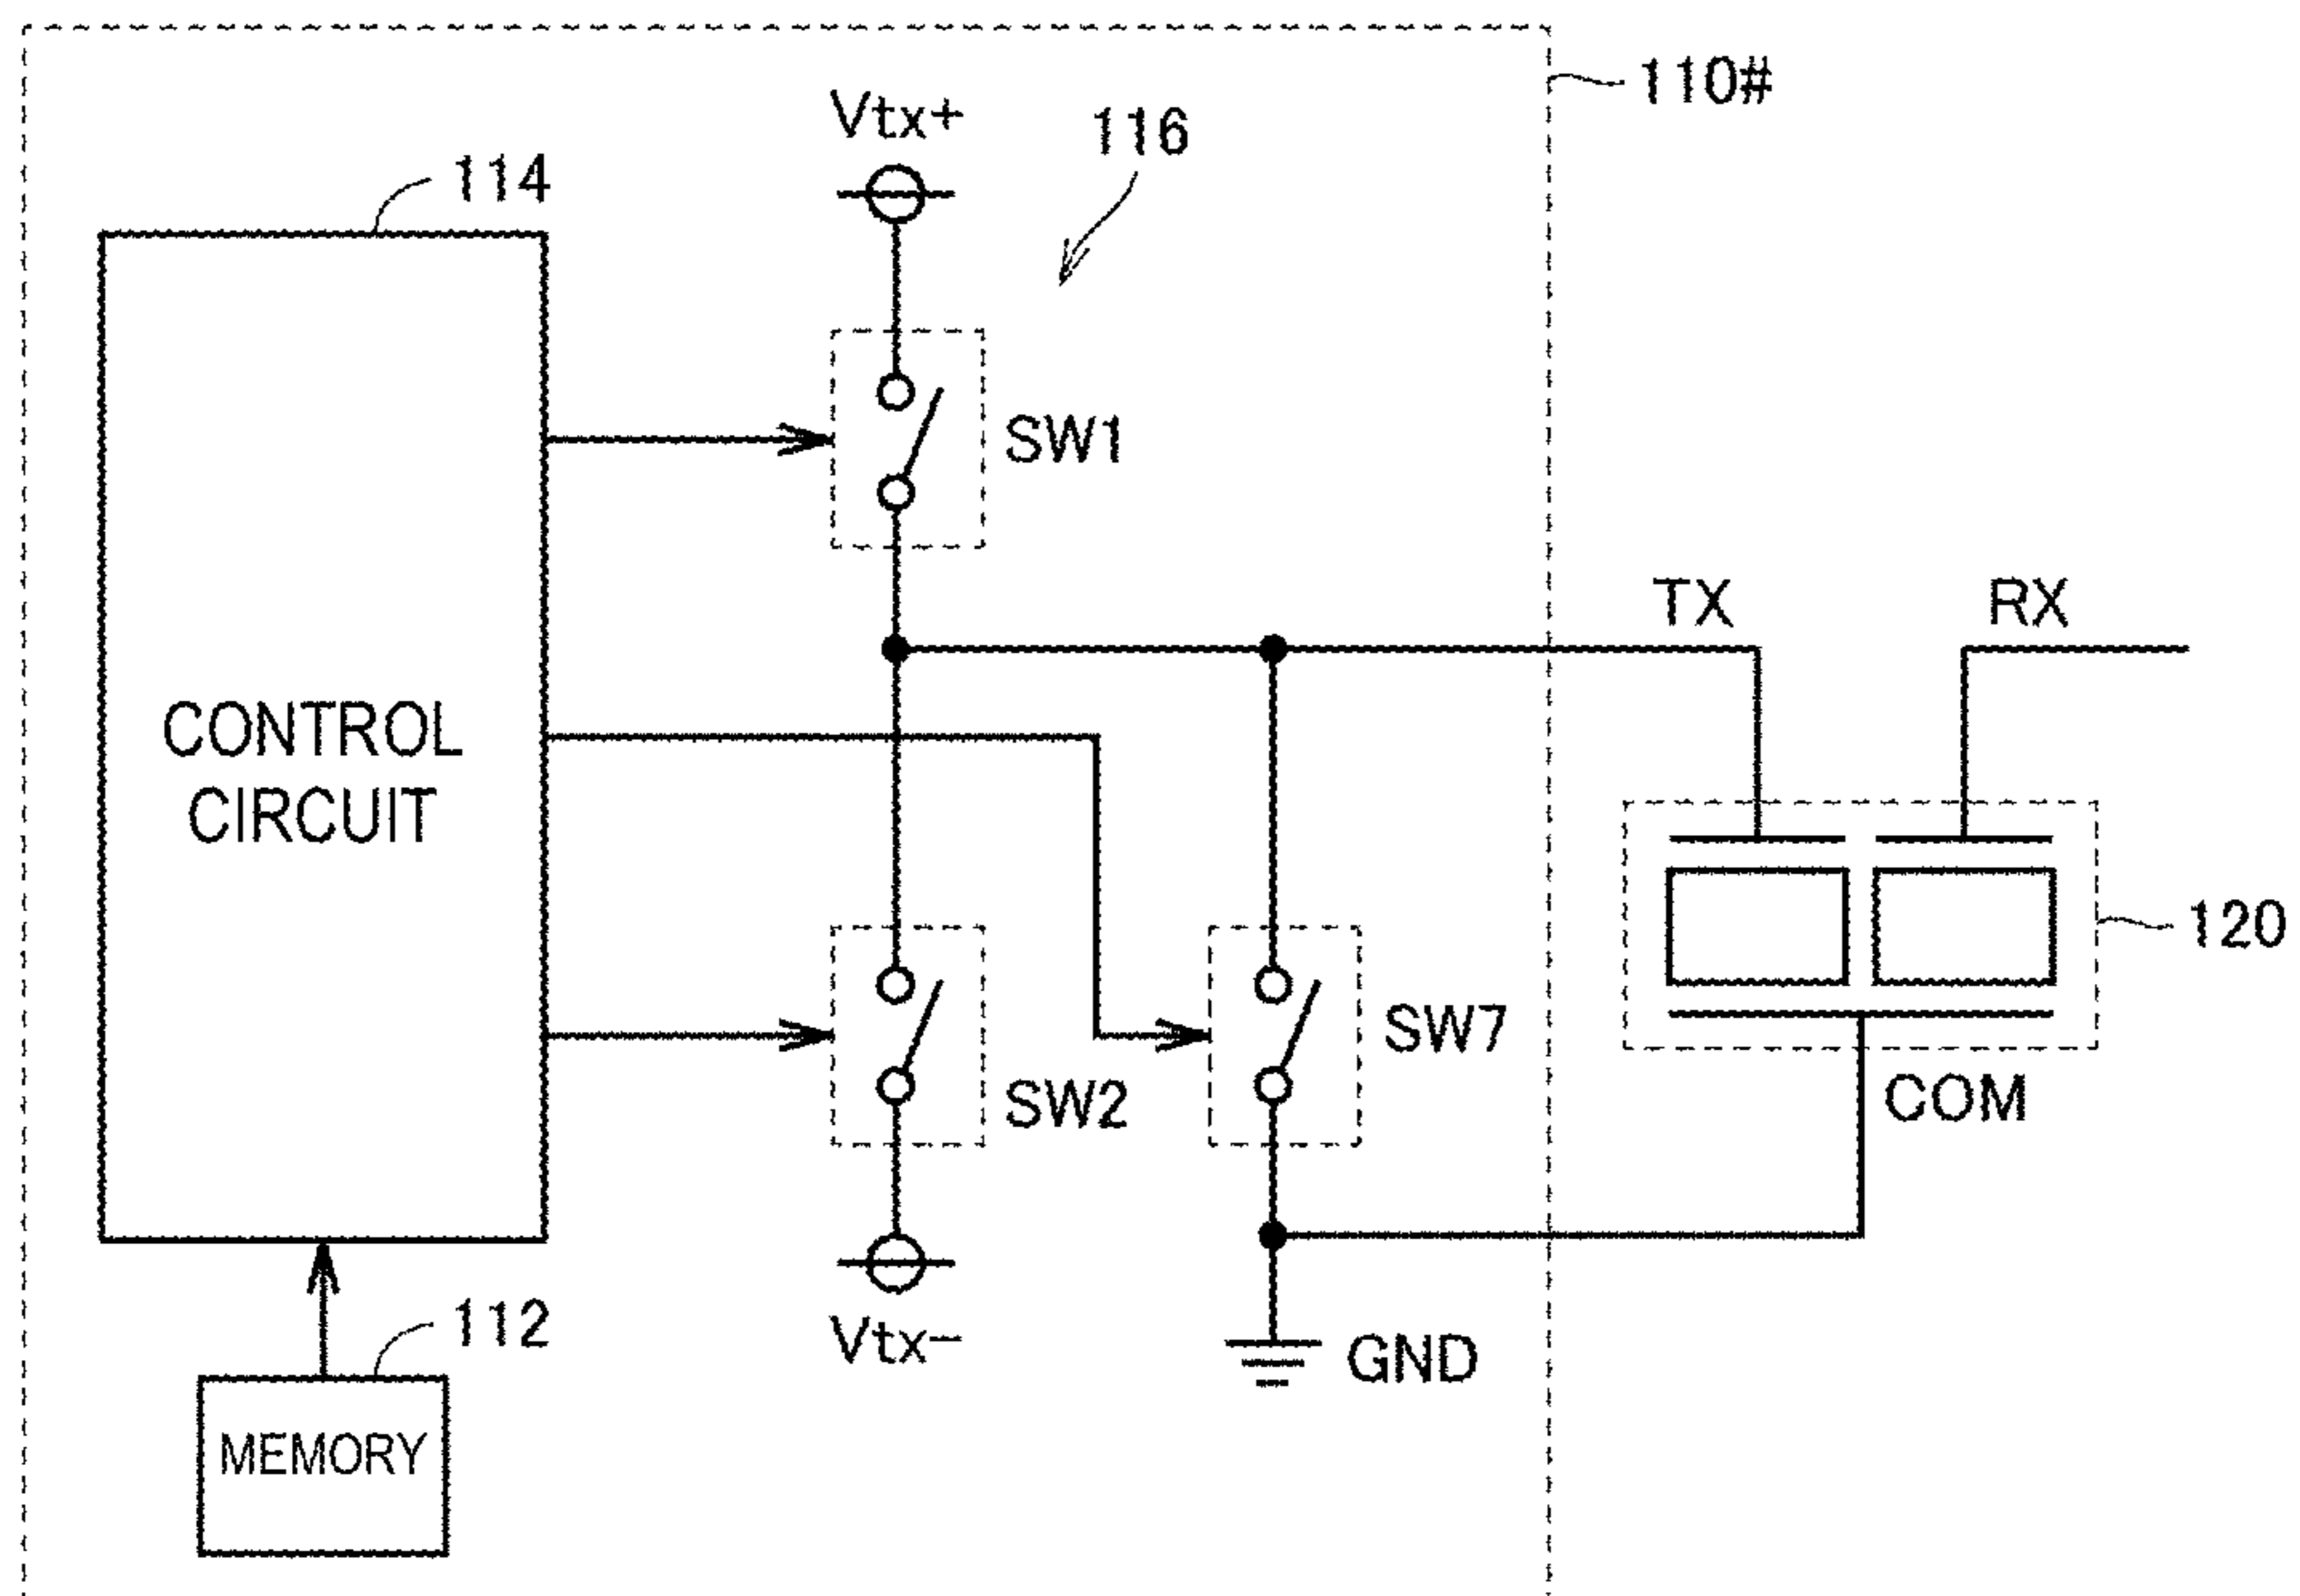 110#
Vtx+
116
114
SW1
TX
RX
CONTROL
CIRCUIT
120
SW7
SW2
COM
112
Vtx−
GND
MEMORY